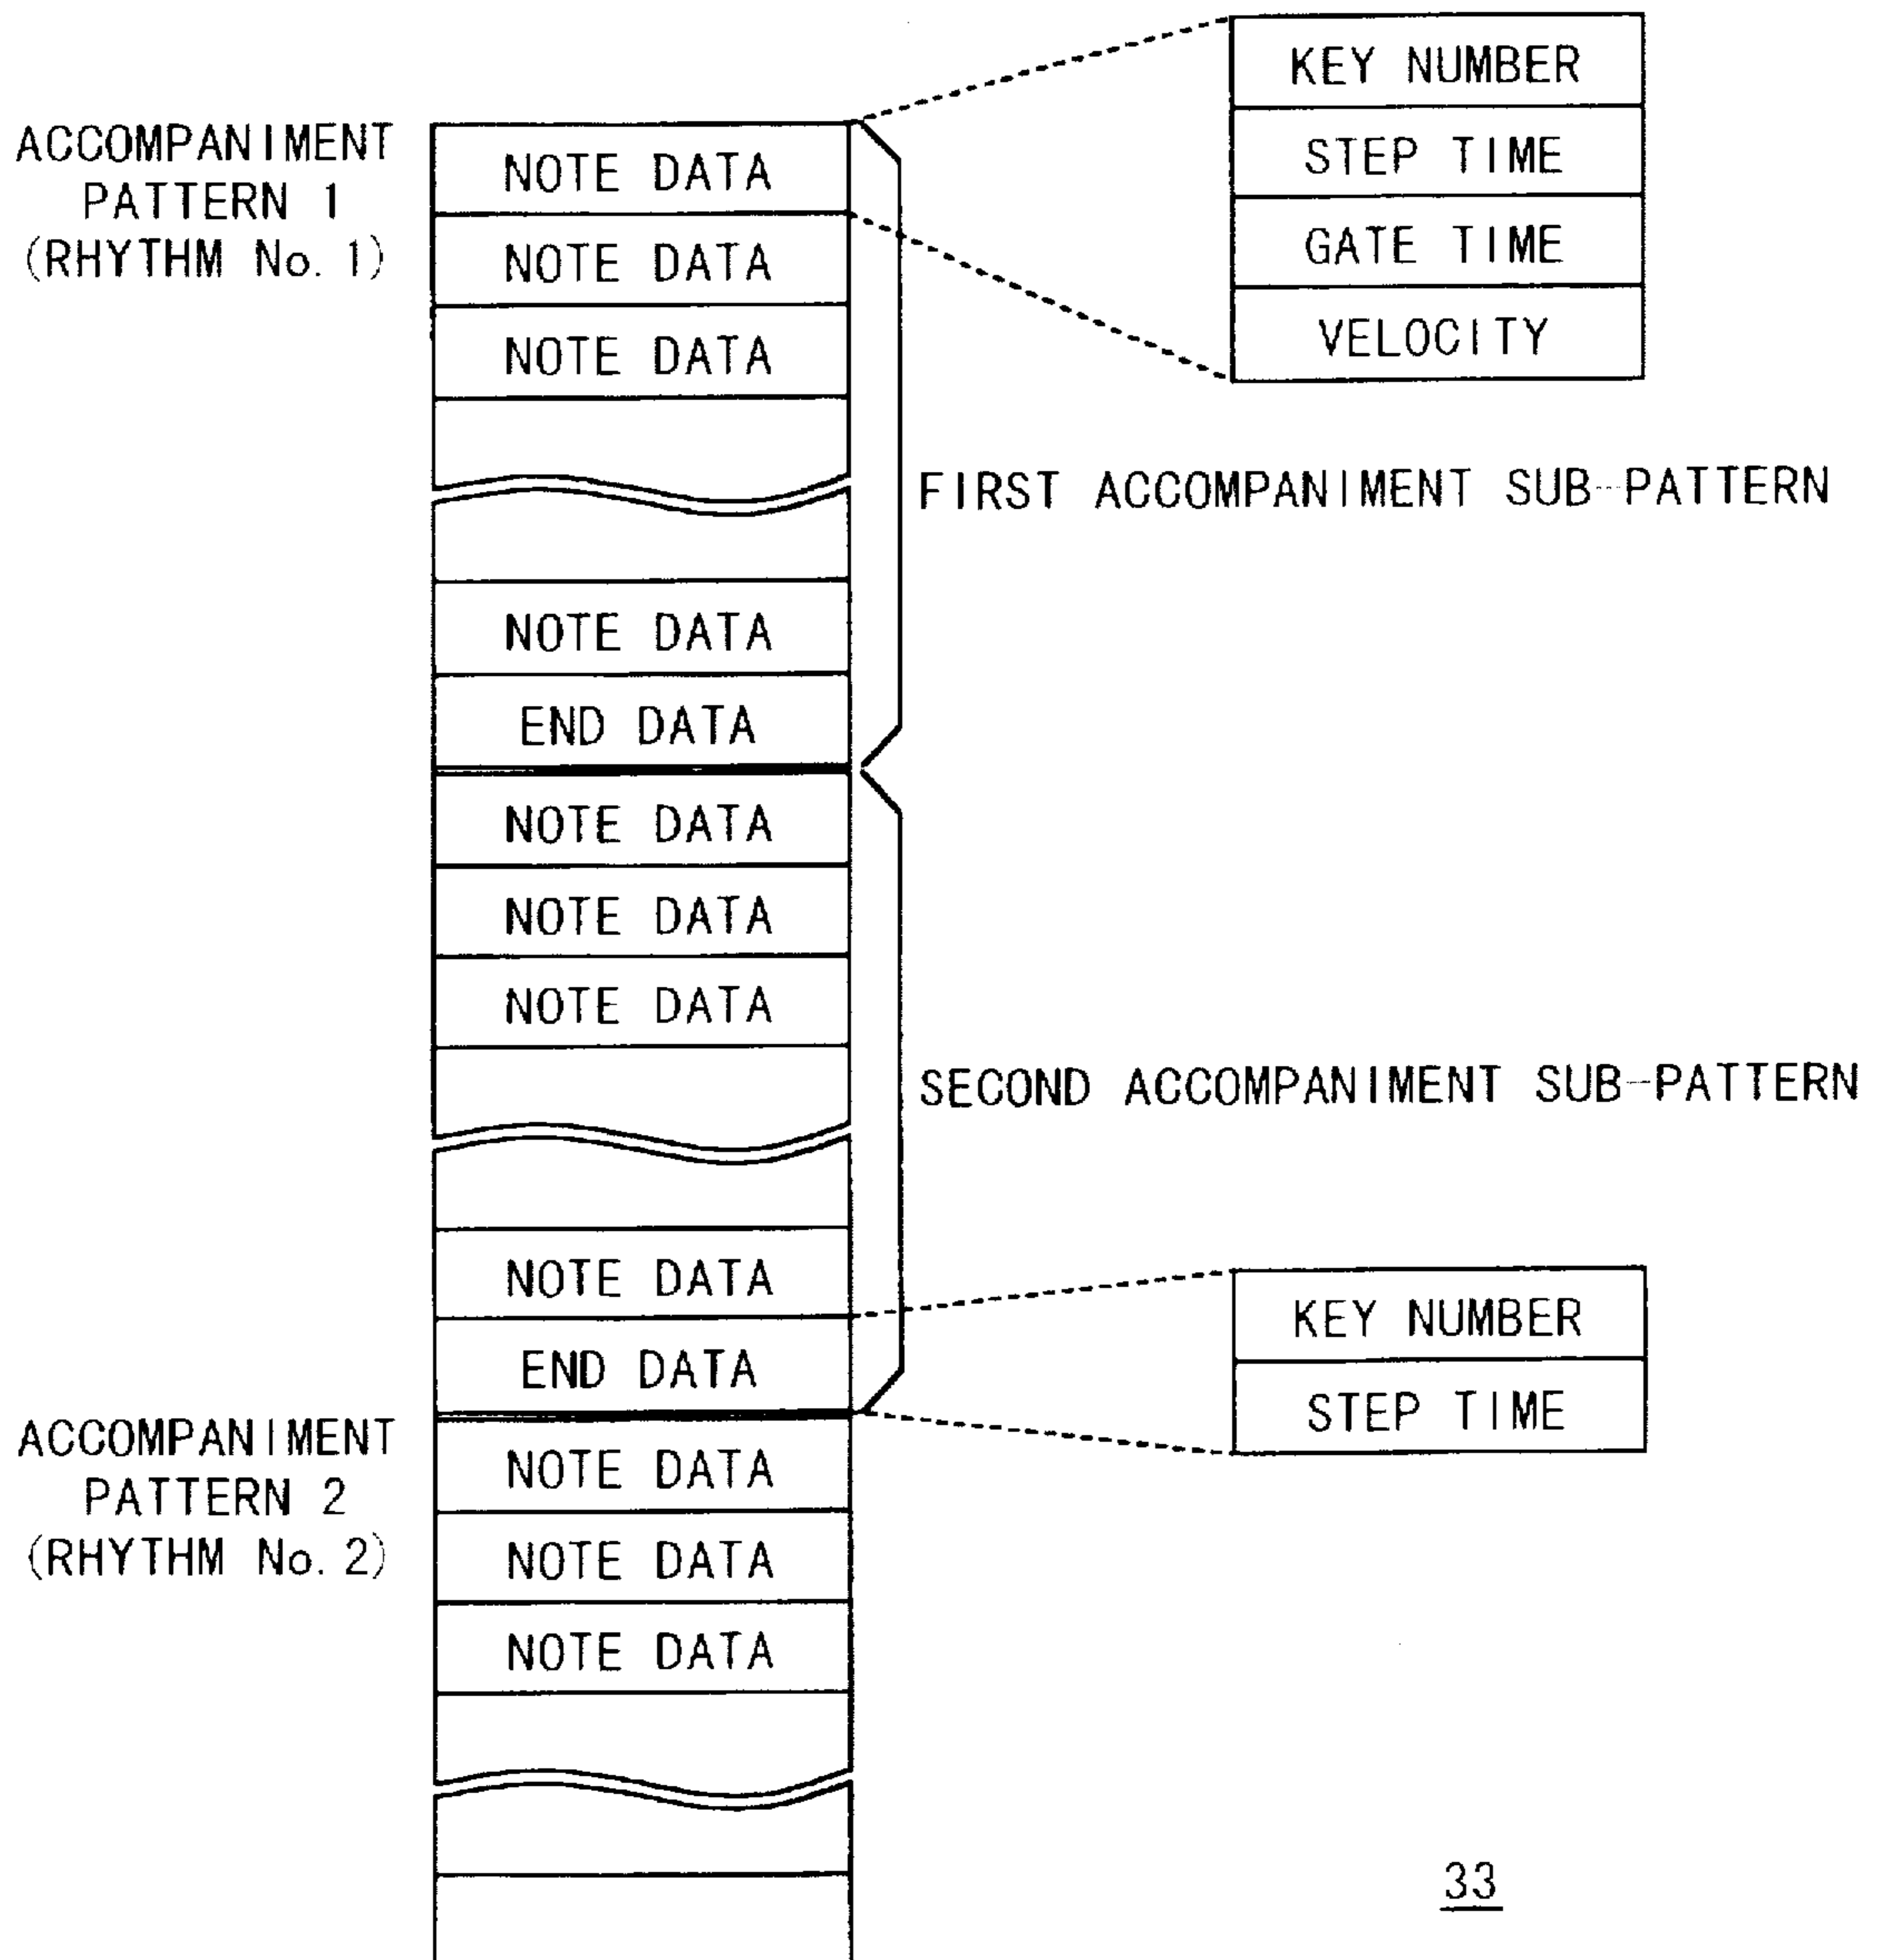 KEY NUMBER
STEP TIME
GATE TIME
VELOCITY
ACCOMPANIMENT
PATTERN 1
(RHYTHM No. 1)
NOTE DATA
NOTE DATA
NOTE DATA
FIRST ACCOMPANIMENT SUB-PATTERN
NOTE DATA
END DATA
NOTE DATA
NOTE DATA
NOTE DATA
SECOND ACCOMPANIMENT SUB-PATTERN
NOTE DATA
END DATA
KEY NUMBER
STEP TIME
ACCOMPANIMENT
PATTERN 2
(RHYTHM No. 2)
NOTE DATA
NOTE DATA
NOTE DATA
33